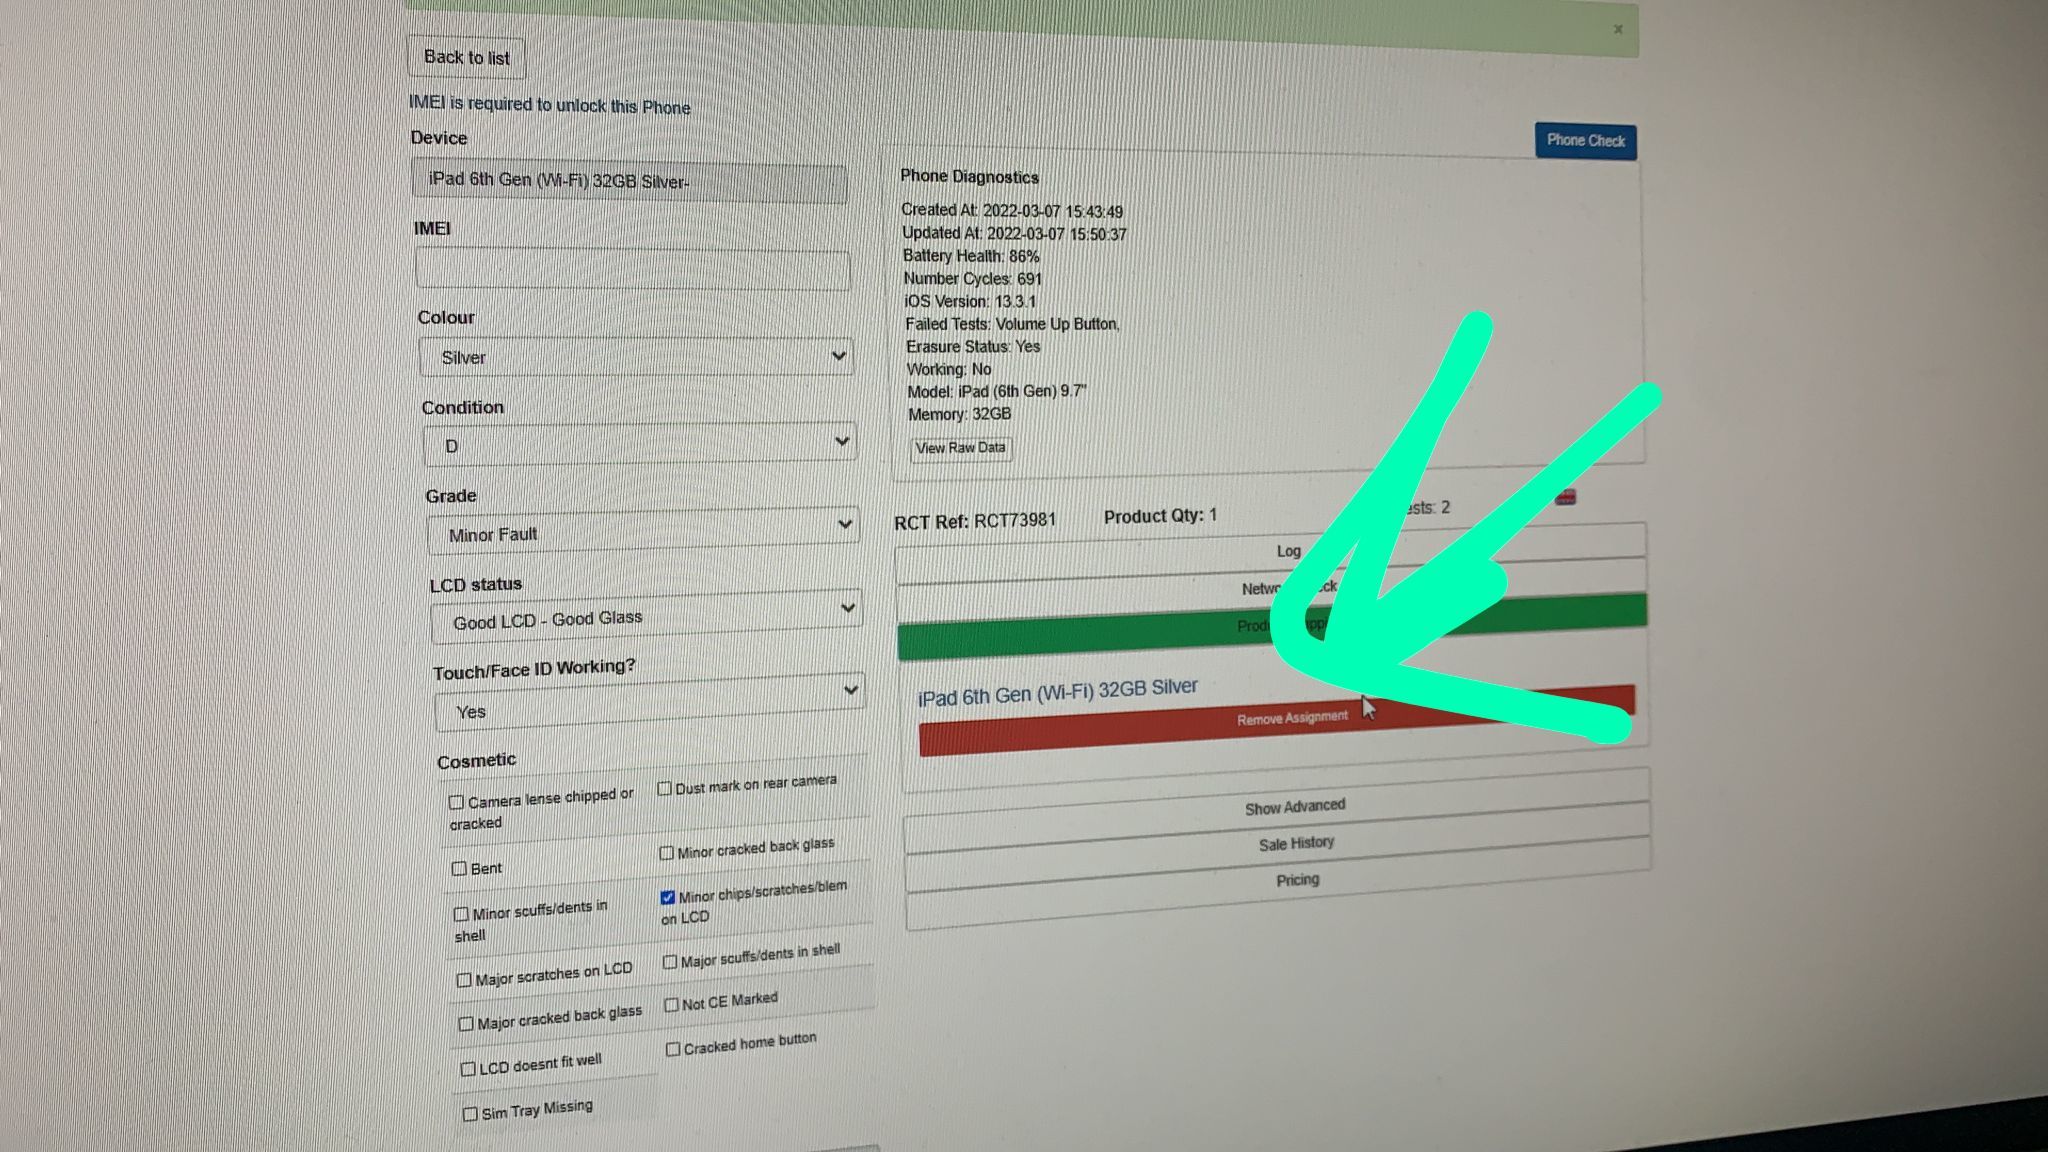 ×
Back to list
IMEI is required to unlock this Phone
Device
iPad 6th Gen (Wi-Fi) 32GB Silver-
IMEI
Colour
Silver
Condition
D
Grade
Minor Fault
LCD status
Good LCD - Good Glass
Touch/Face ID Working?
Yes
Cosmetic
Camera lense chipped or
cracked
Dust mark on rear camera
Bent
Minor cracked back glass
Minor scuffs/dents in
shell
Minor chips/scratches/blem
on LCD
Major scratches on LCD
Major scuffs/dents in shell
Major cracked back glass
Not CE Marked
LCD doesnt fit well
Cracked home button
Sim Tray Missing
Phone Check
Phone Diagnostics
Created At: 2022-03-07 15:43:49
Updated At: 2022-03-07 15:50:37
Battery Health: 86%
Number Cycles: 691
iOS Version: 13.3.1
Failed Tests: Volume Up Button,
Erasure Status: Yes
Working: No
Model: iPad (6th Gen) 9.7"
Memory: 32GB
View Raw Data
RCT Ref: RCT73981 Product Qty: 1 2
Log
iPad 6th Gen (Wi-Fi) 32GB Silver
Remove Assignment
Show Advanced
Sale History
Pricing